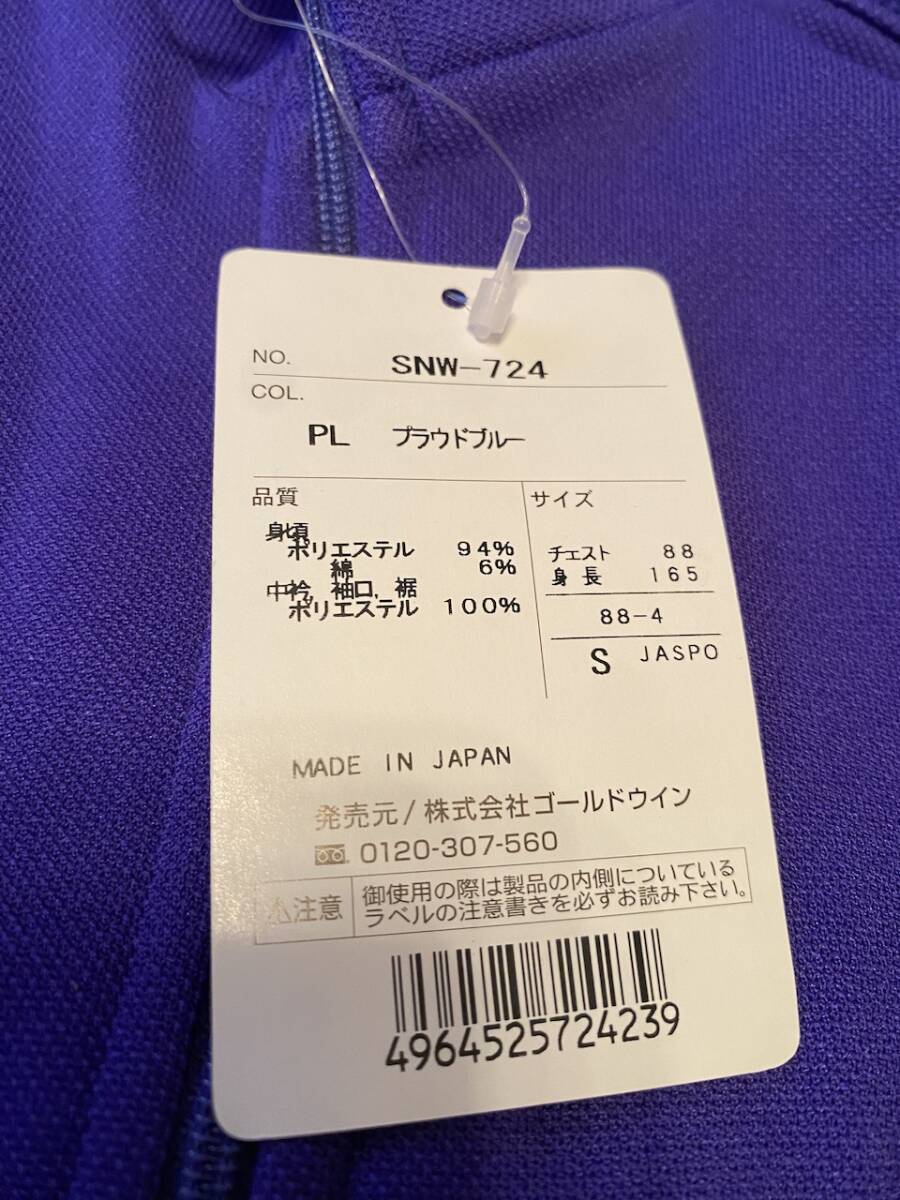 NO. SNW-724
COL.
PL プラウドブルー
品質
身頃
ポリエステル 94%
綿 6%
中衿,袖口,裾
ポリエステル 100%
サイズ
チェスト 88
身長 165
88-4
S JASPO
MADE IN JAPAN
発売元/株式会社ゴールドウイン
0120-307-560
⚠注意 御使用の際は製品の内側についている
ラベルの注意書きを必ずお読み下さい。
4964525724239